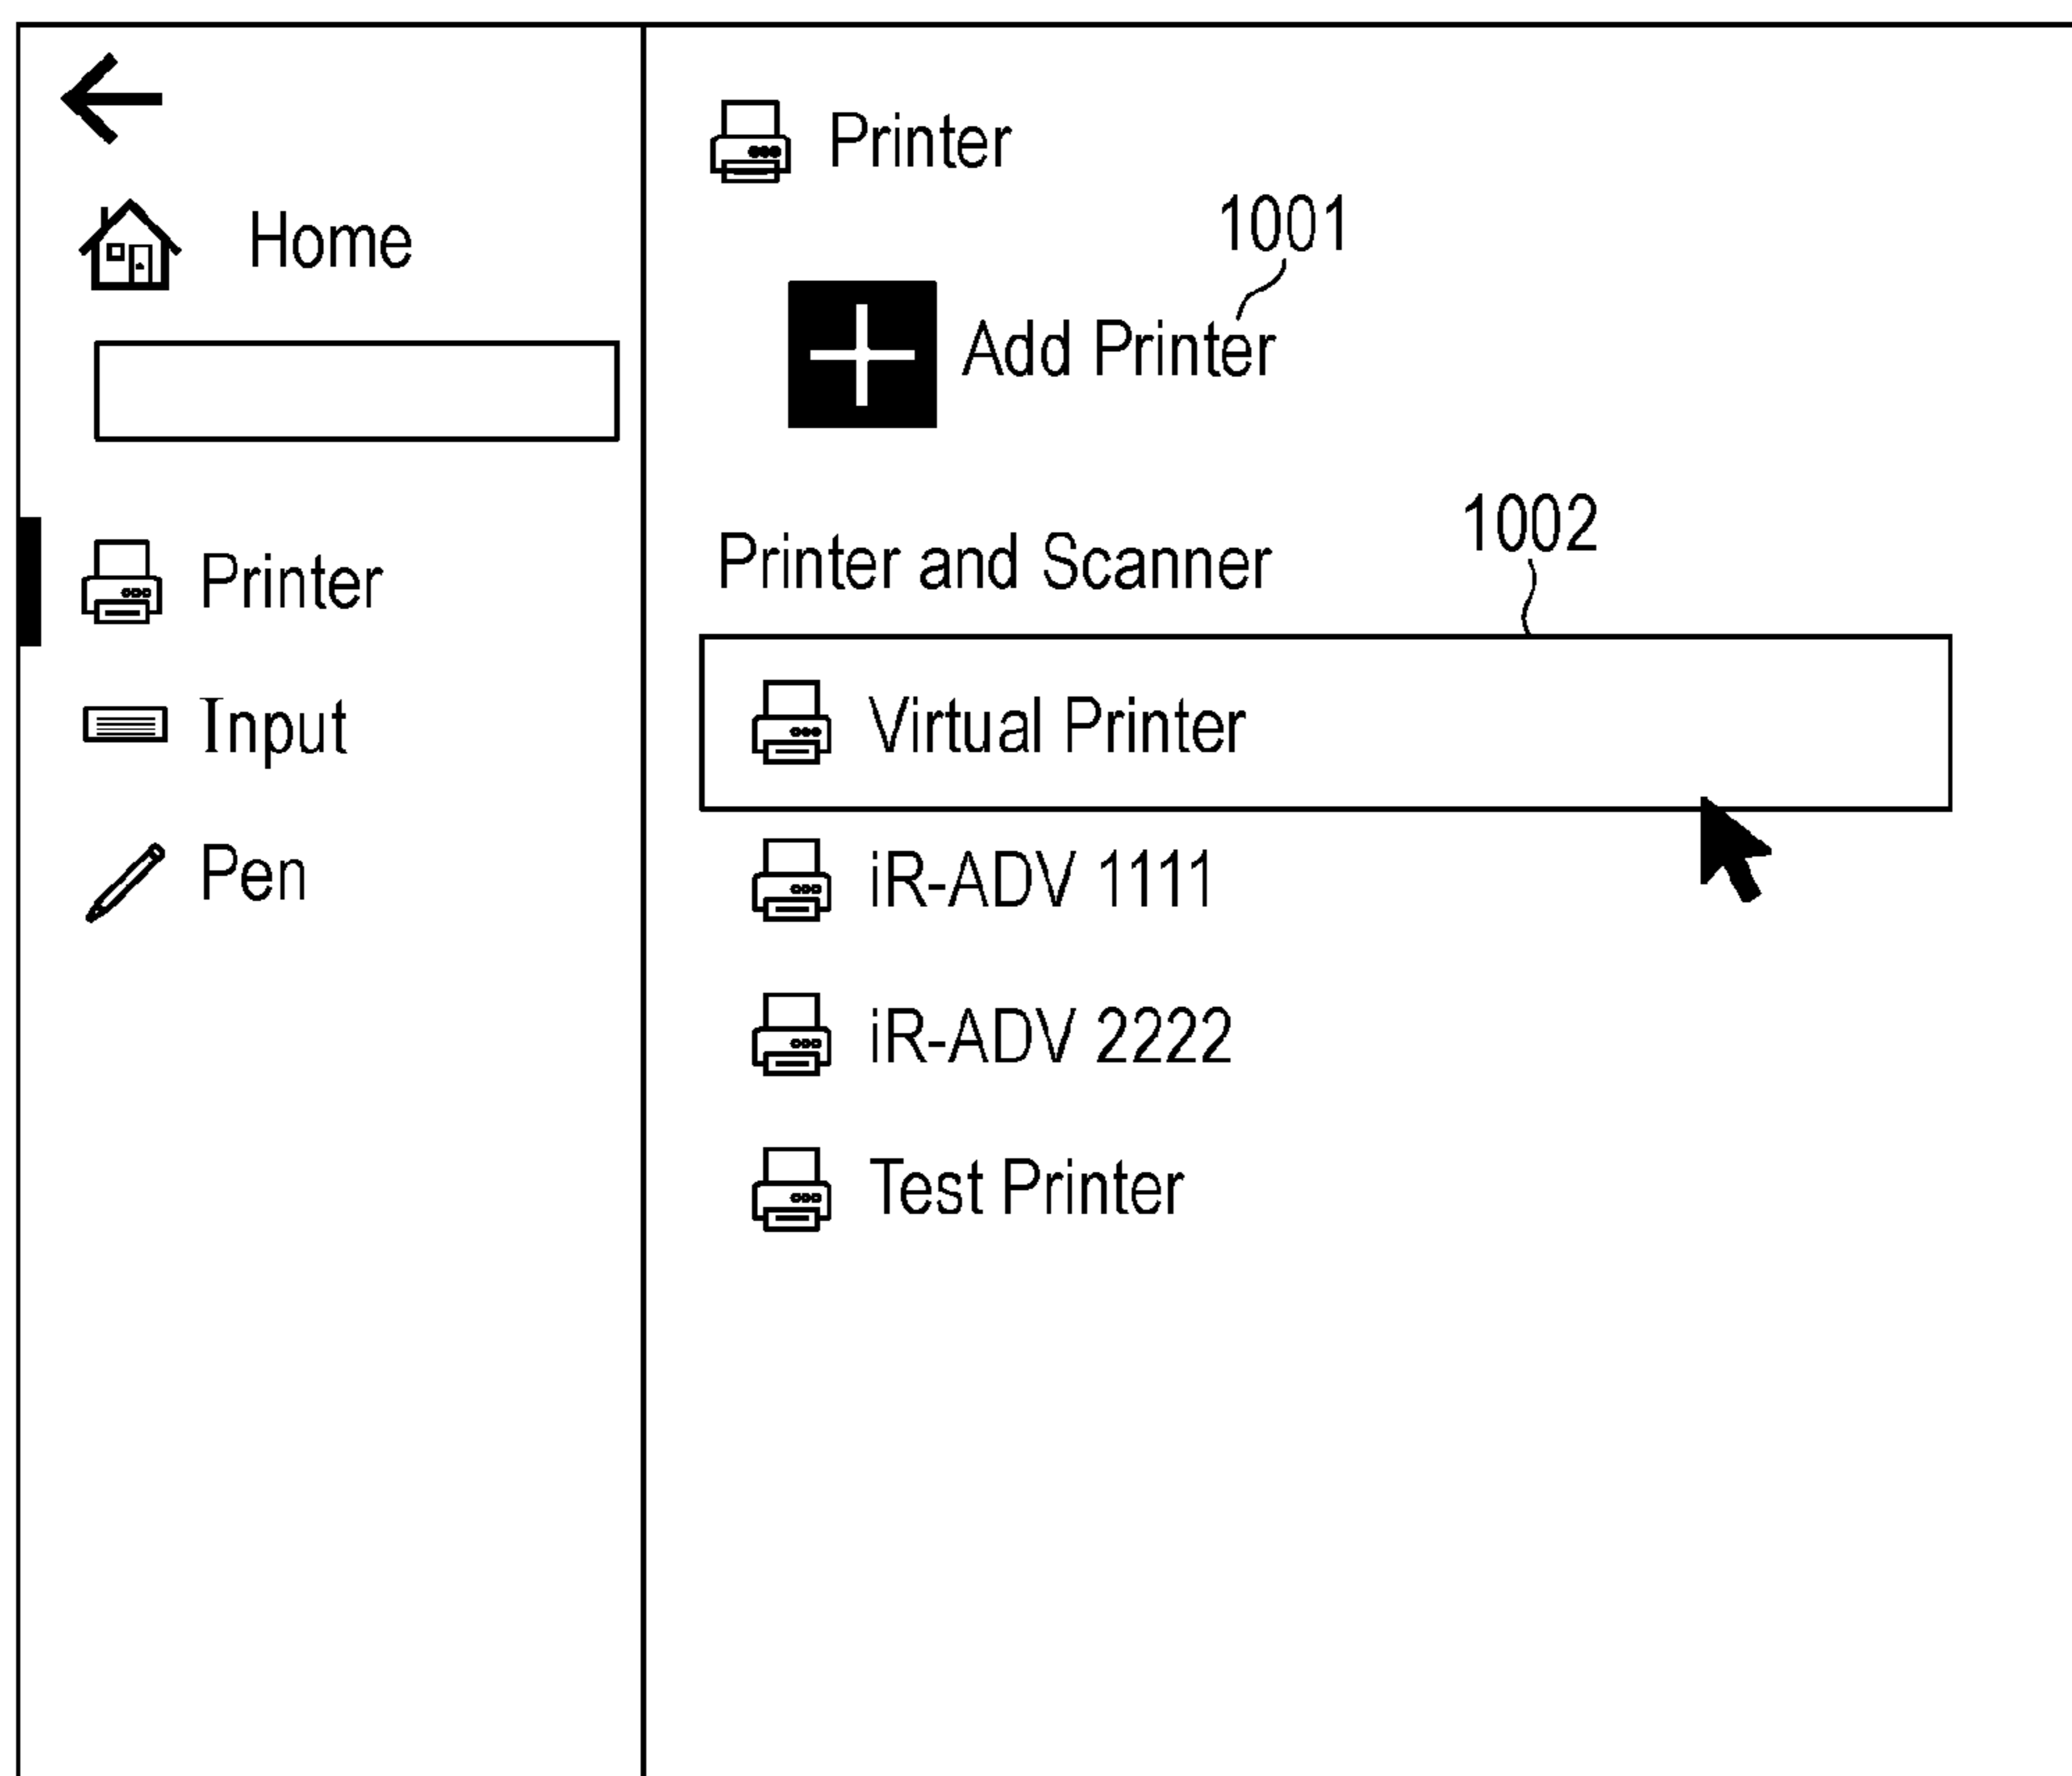 Home
Printer
Input
Pen
Printer
1001
Add Printer
1002
Printer and Scanner
Virtual Printer
iR-ADV 1111
iR-ADV 2222
Test Printer